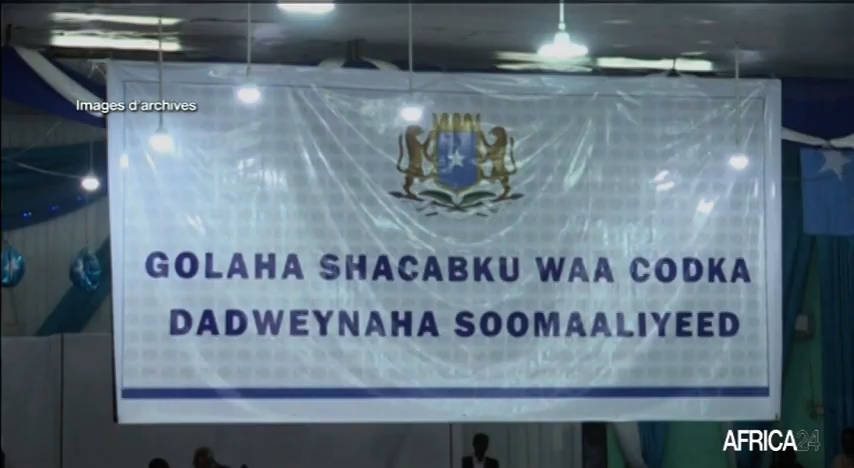 Images d'archives
GOLAHA SHACABKU WAA CODKA
DADWEYNAHA SOOMAALIYEED
AFRICA24